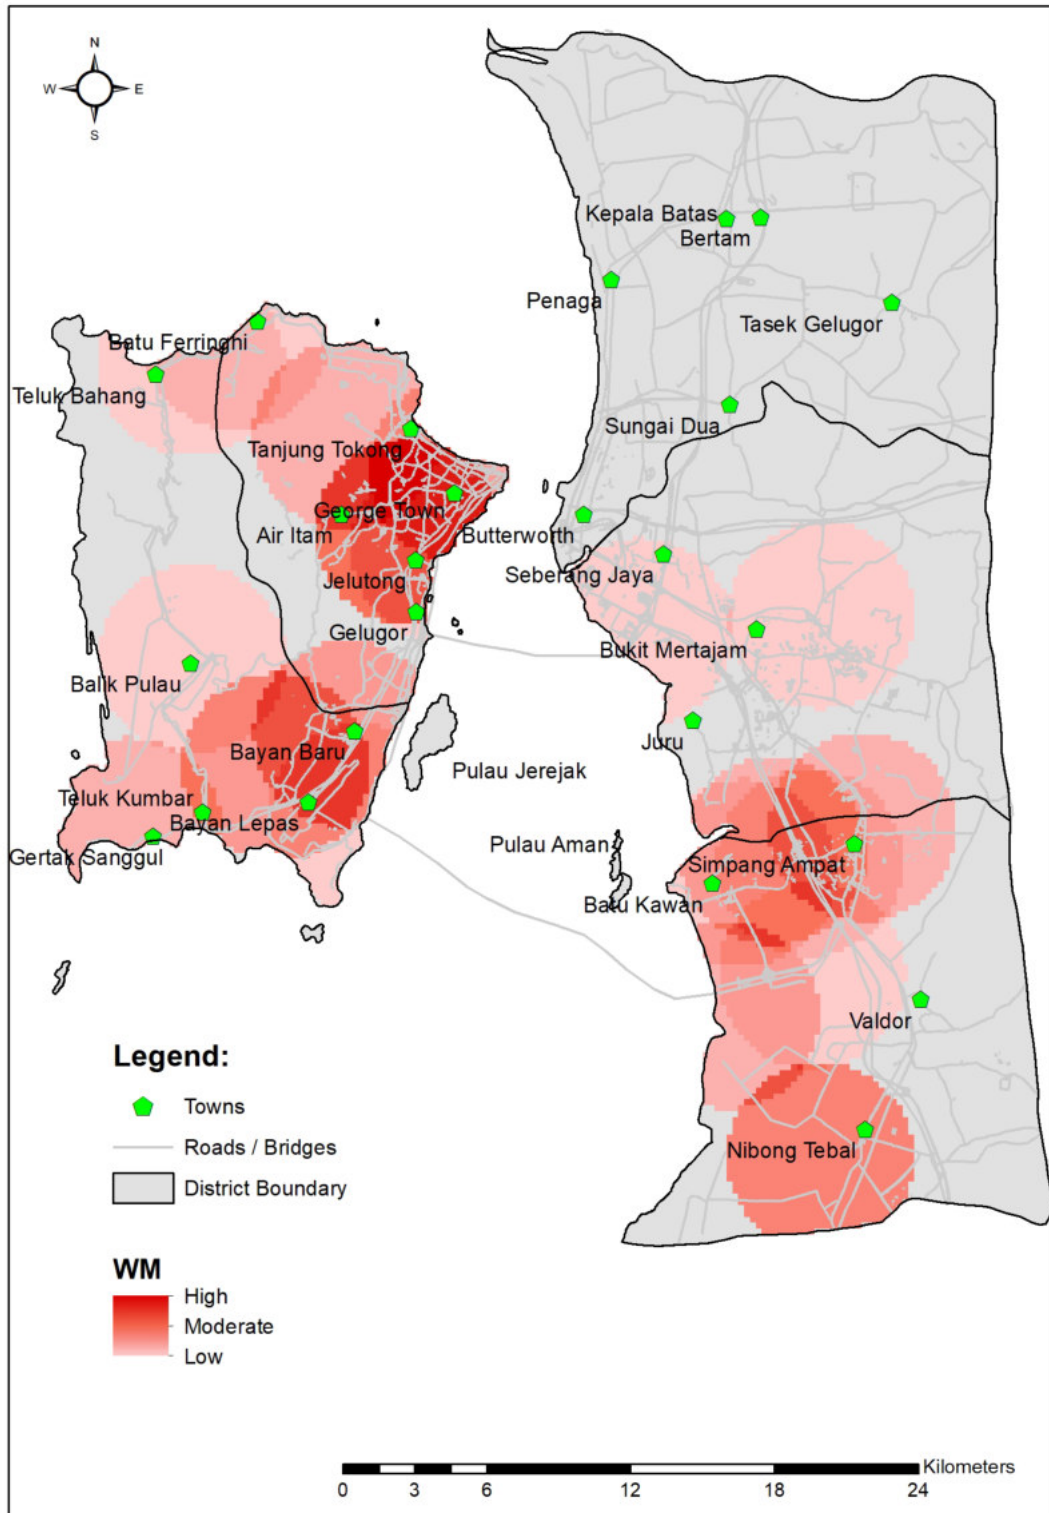 N
W E
S
Kepala Batas
Bertam
Penaga
Tasek Gelugor
Batu Ferringhi
Teluk Bahang
Sungai Dua
Tanjung Tokong
George Town
Air Itam
Butterworth
Seberang Jaya
Jelutong
Gelugor
Bukit Mertajam
Balik Pulau
Juru
Bayan Baru
Pulau Jerejak
Teluk Kumbar
Bayan Lepas
Gertak Sanggul
Pulau Aman
Simpang Ampat
Batu Kawan
Valdor
Nibong Tebal
Legend:
Towns
Roads / Bridges
District Boundary
WM
High
Moderate
Low
Kilometers
0 3 6 12 18 24